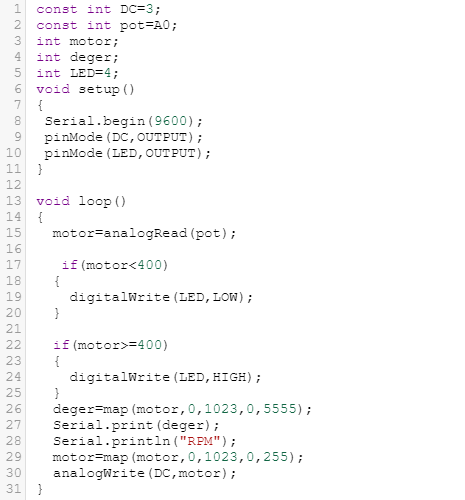 1 const int DC=3;
2 const int pot=A0;
3 int motor;
4 int deger;
5 int LED=4;
6 void setup()
7 {
8 Serial.begin(9600);
9 pinMode(DC,OUTPUT);
10 pinMode(LED,OUTPUT);
11 }
12
13 void loop()
14 {
15 motor=analogRead(pot);
16
17 if(motor<400)
18 {
19 digitalWrite(LED,LOW);
20 }
21
22 if(motor>=400)
23 {
24 digitalWrite(LED,HIGH);
25 }
26 deger=map(motor,0,1023,0,5555);
27 Serial.print(deger);
28 Serial.println("RPM");
29 motor=map(motor,0,1023,0,255);
30 analogWrite(DC,motor);
31 }